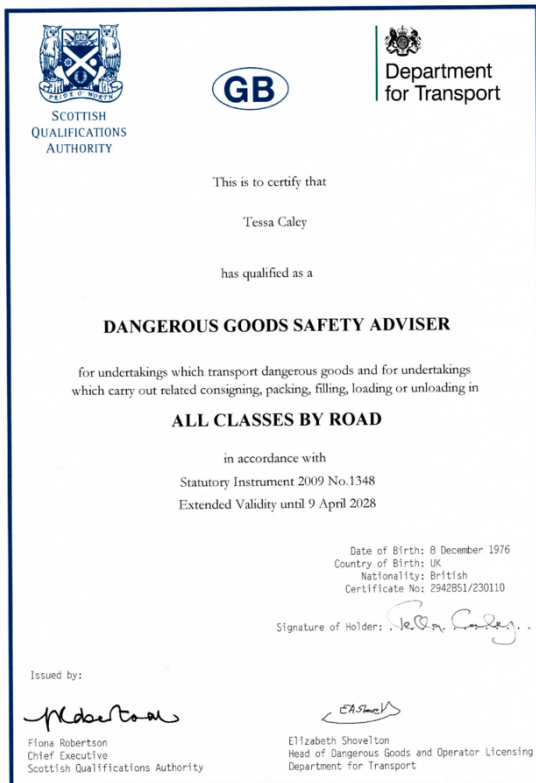 PRIDE O' WORTH
SCOTTISH
QUALIFICATIONS
AUTHORITY
GB
Department
for Transport
This is to certify that
Tessa Caley
has qualified as a
DANGEROUS GOODS SAFETY ADVISER
for undertakings which transport dangerous goods and for undertakings
which carry out related consigning, packing, filling, loading or unloading in
ALL CLASSES BY ROAD
in accordance with
Statutory Instrument 2009 No.1348
Extended Validity until 9 April 2028
Date of Birth: 8 December 1976
Country of Birth: UK
Nationality: British
Certificate No: 2942851/230110
Signature of Holder: Tessa Caley
Issued by:
EAShovel
Fiona Robertson
Chief Executive
Scottish Qualifications Authority
Elizabeth Shovelton
Head of Dangerous Goods and Operator Licensing
Department for Transport